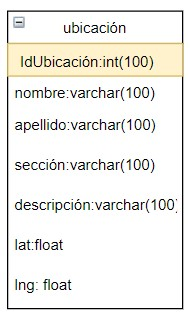 ubicación
IdUbicación:int(100)
nombre:varchar(100)
apellido:varchar(100)
sección:varchar(100)
descripción:varchar(100)
lat:float
lng: float